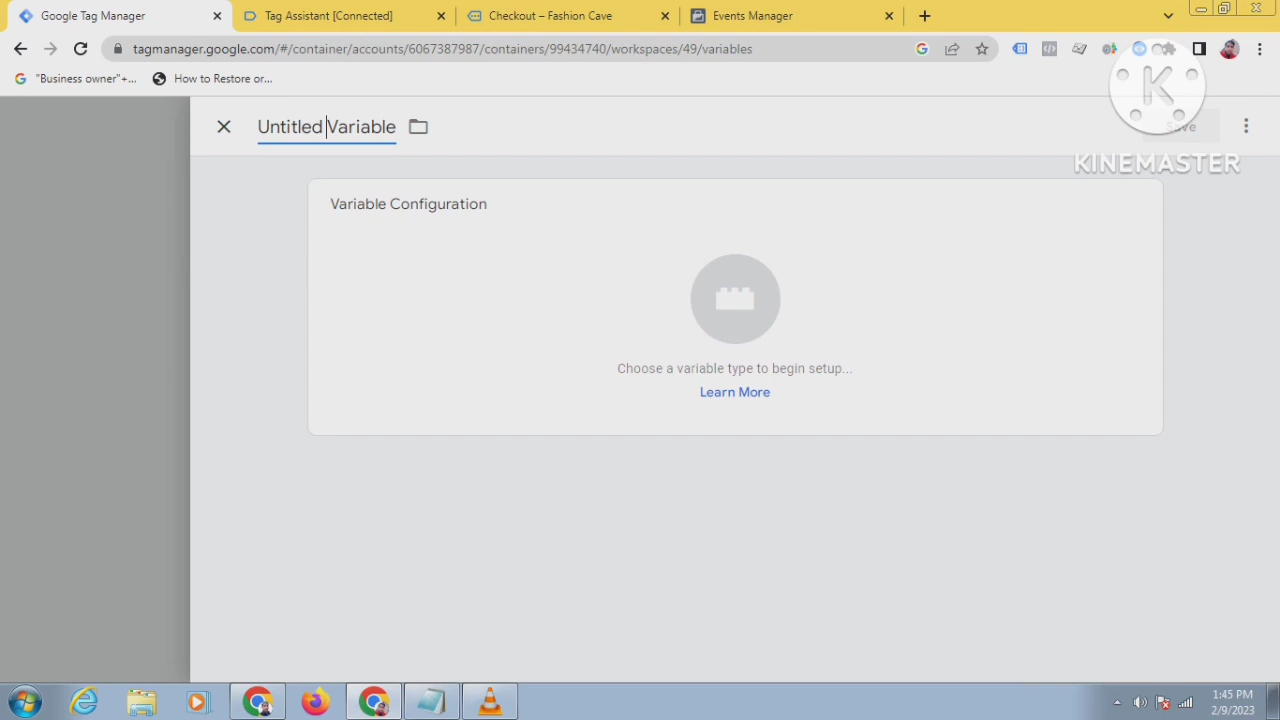 Google Tag Manager
Tag Assistant [Connected]
Checkout – Fashion Cave
Events Manager
tagmanager.google.com/#/container/accounts/6067387987/containers/99434740/workspaces/49/variables
"Business owner"+...
How to Restore or...
Untitled Variable
Save
K
KINEMASTER
Variable Configuration
Choose a variable type to begin setup...
Learn More
1:45 PM
2/9/2023